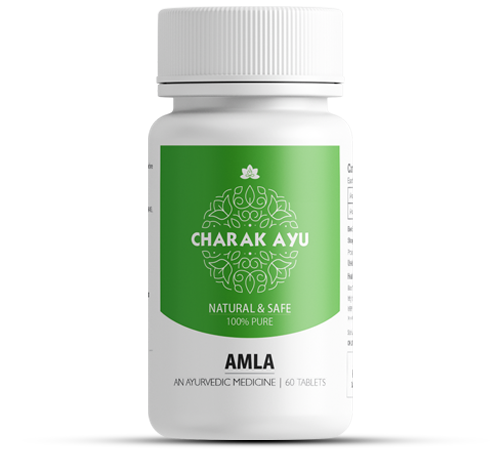 CHARAK AYU
NATURAL & SAFE
100% PURE
AMLA
AN AYURVEDIC MEDICINE | 60 TABLETS